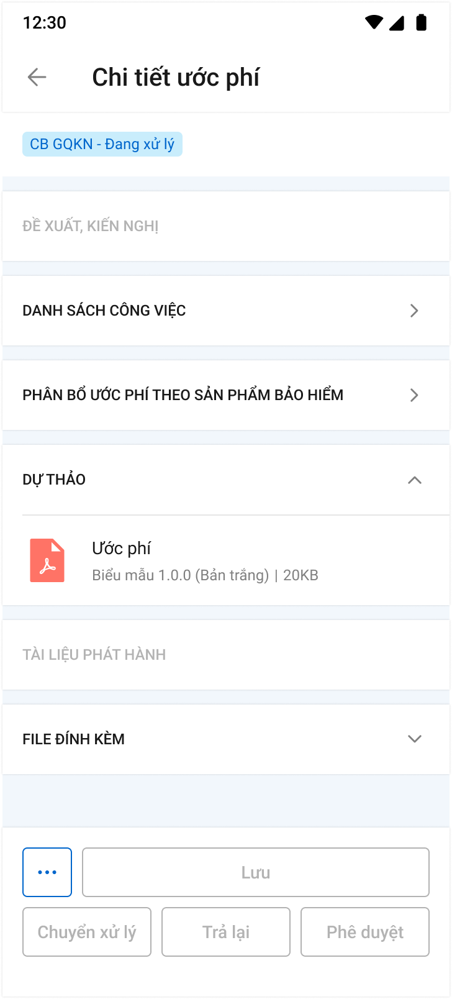 12:30
Chi tiết ước phí
CB GQKN - Đang xử lý
ĐỀ XUẤT, KIẾN NGHỊ
DANH SÁCH CÔNG VIỆC
PHÂN BỔ ƯỚC PHÍ THEO SẢN PHẨM BẢO HIỂM
DỰ THẢO
Ước phí
Biểu mẫu 1.0.0 (Bản trắng) | 20KB
TÀI LIỆU PHÁT HÀNH
FILE ĐÍNH KÈM
Lưu
Chuyển xử lý
Trả lại
Phê duyệt